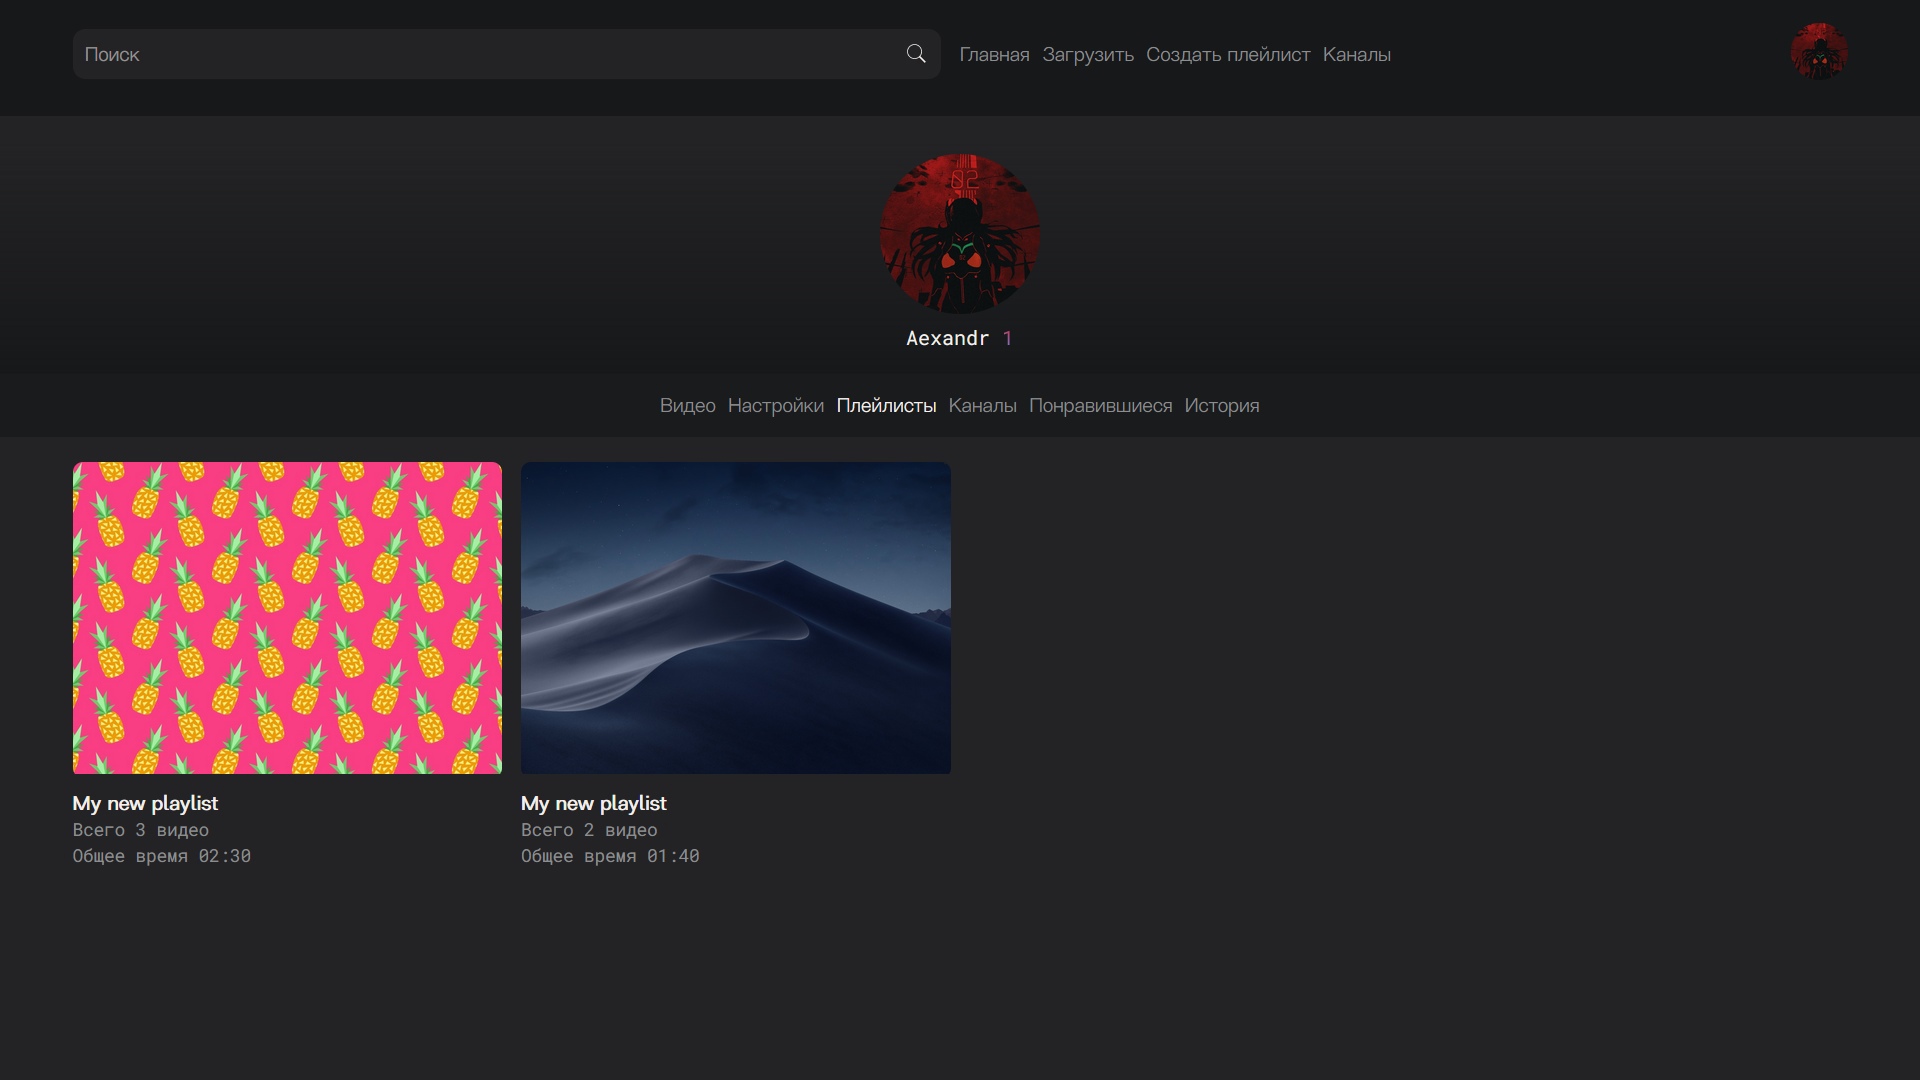 Поиск
Главная Загрузить Создать плейлист Каналы
02
Aexandr 1
Видео Настройки Плейлисты Каналы Понравившиеся История
My new playlist
Всего 3 видео
Общее время 02:30
My new playlist
Всего 2 видео
Общее время 01:40